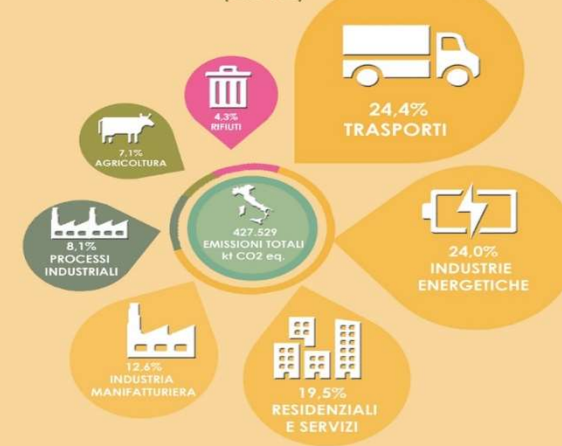 4,3%
RIFIUTI
24,4%
TRASPORTI
7,1%
AGRICOLTURA
8,1%
PROCESSI
INDUSTRIALI
427.529
EMISSIONI TOTALI
kt CO2 eq.
24,0%
INDUSTRIE
ENERGETICHE
12,6%
INDUSTRIA
MANIFATTURIERA
19,5%
RESIDENZIALI
E SERVIZI